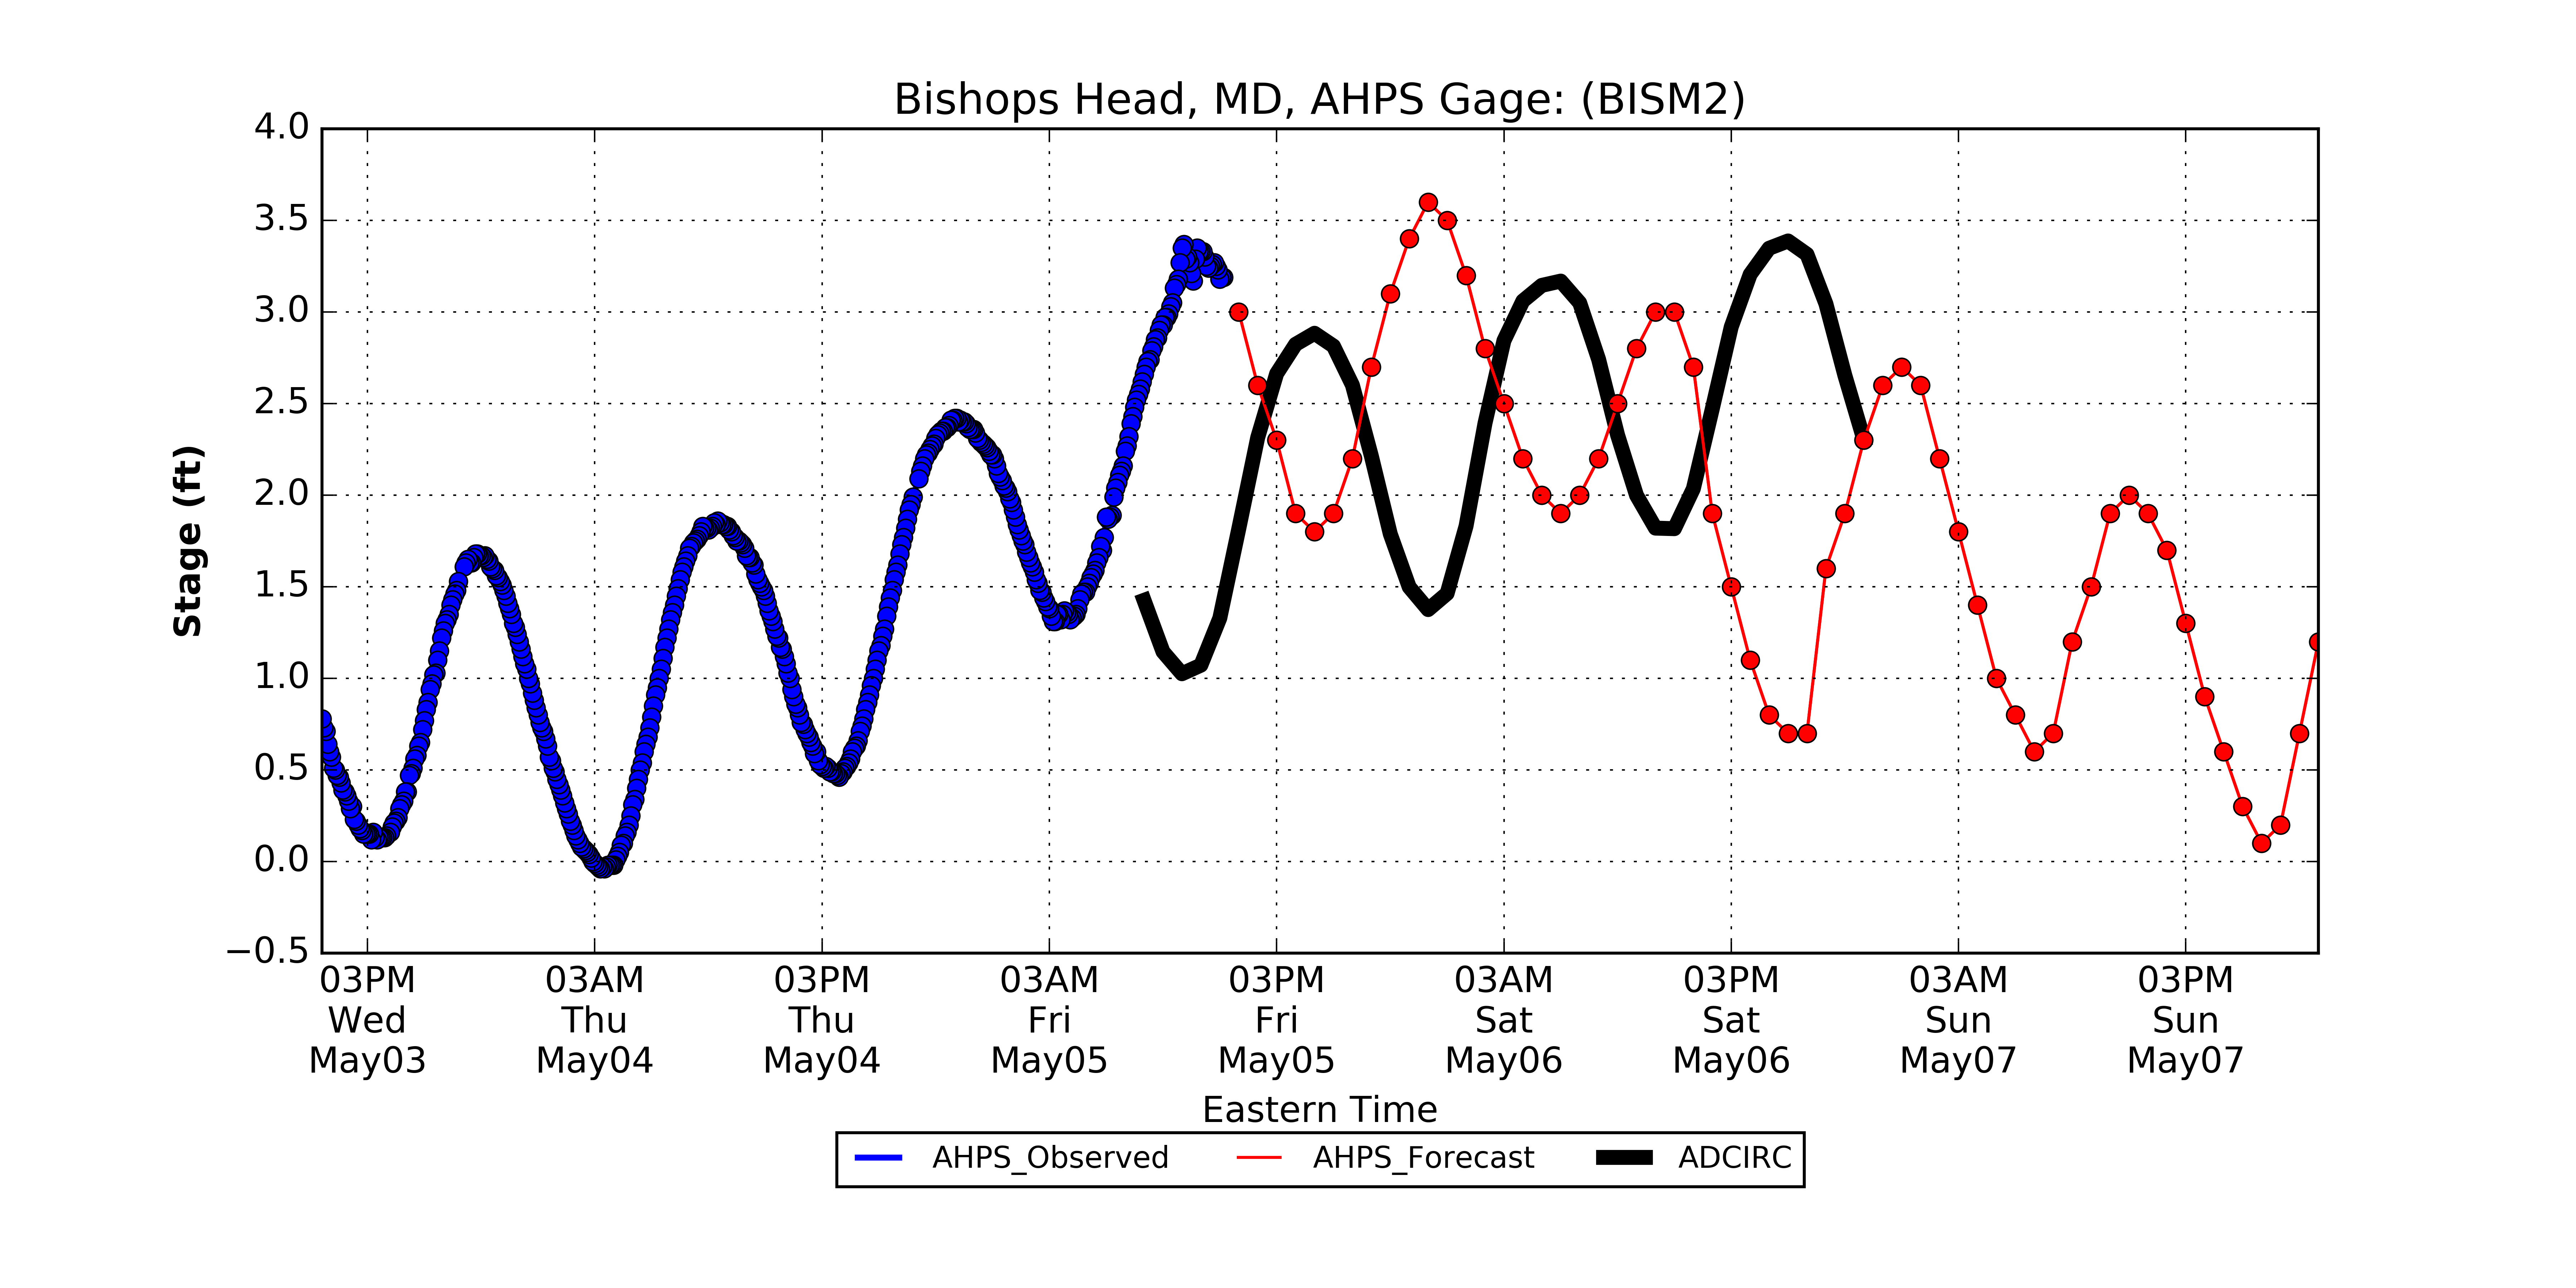 Bishops Head, MD, AHPS Gage: (BISM2)
4.0
3.5
3.0
2.5
2.0
1.5
1.0
0.5
0.0
−0.5
Stage (ft)
03PM 03AM 03PM 03AM 03PM 03AM 03PM 03AM 03PM
Wed Thu Thu Fri Fri Sat Sat Sun Sun
May03 May04 May04 May05 May05 May06 May06 May07 May07
Eastern Time
AHPS_Observed AHPS_Forecast ADCIRC